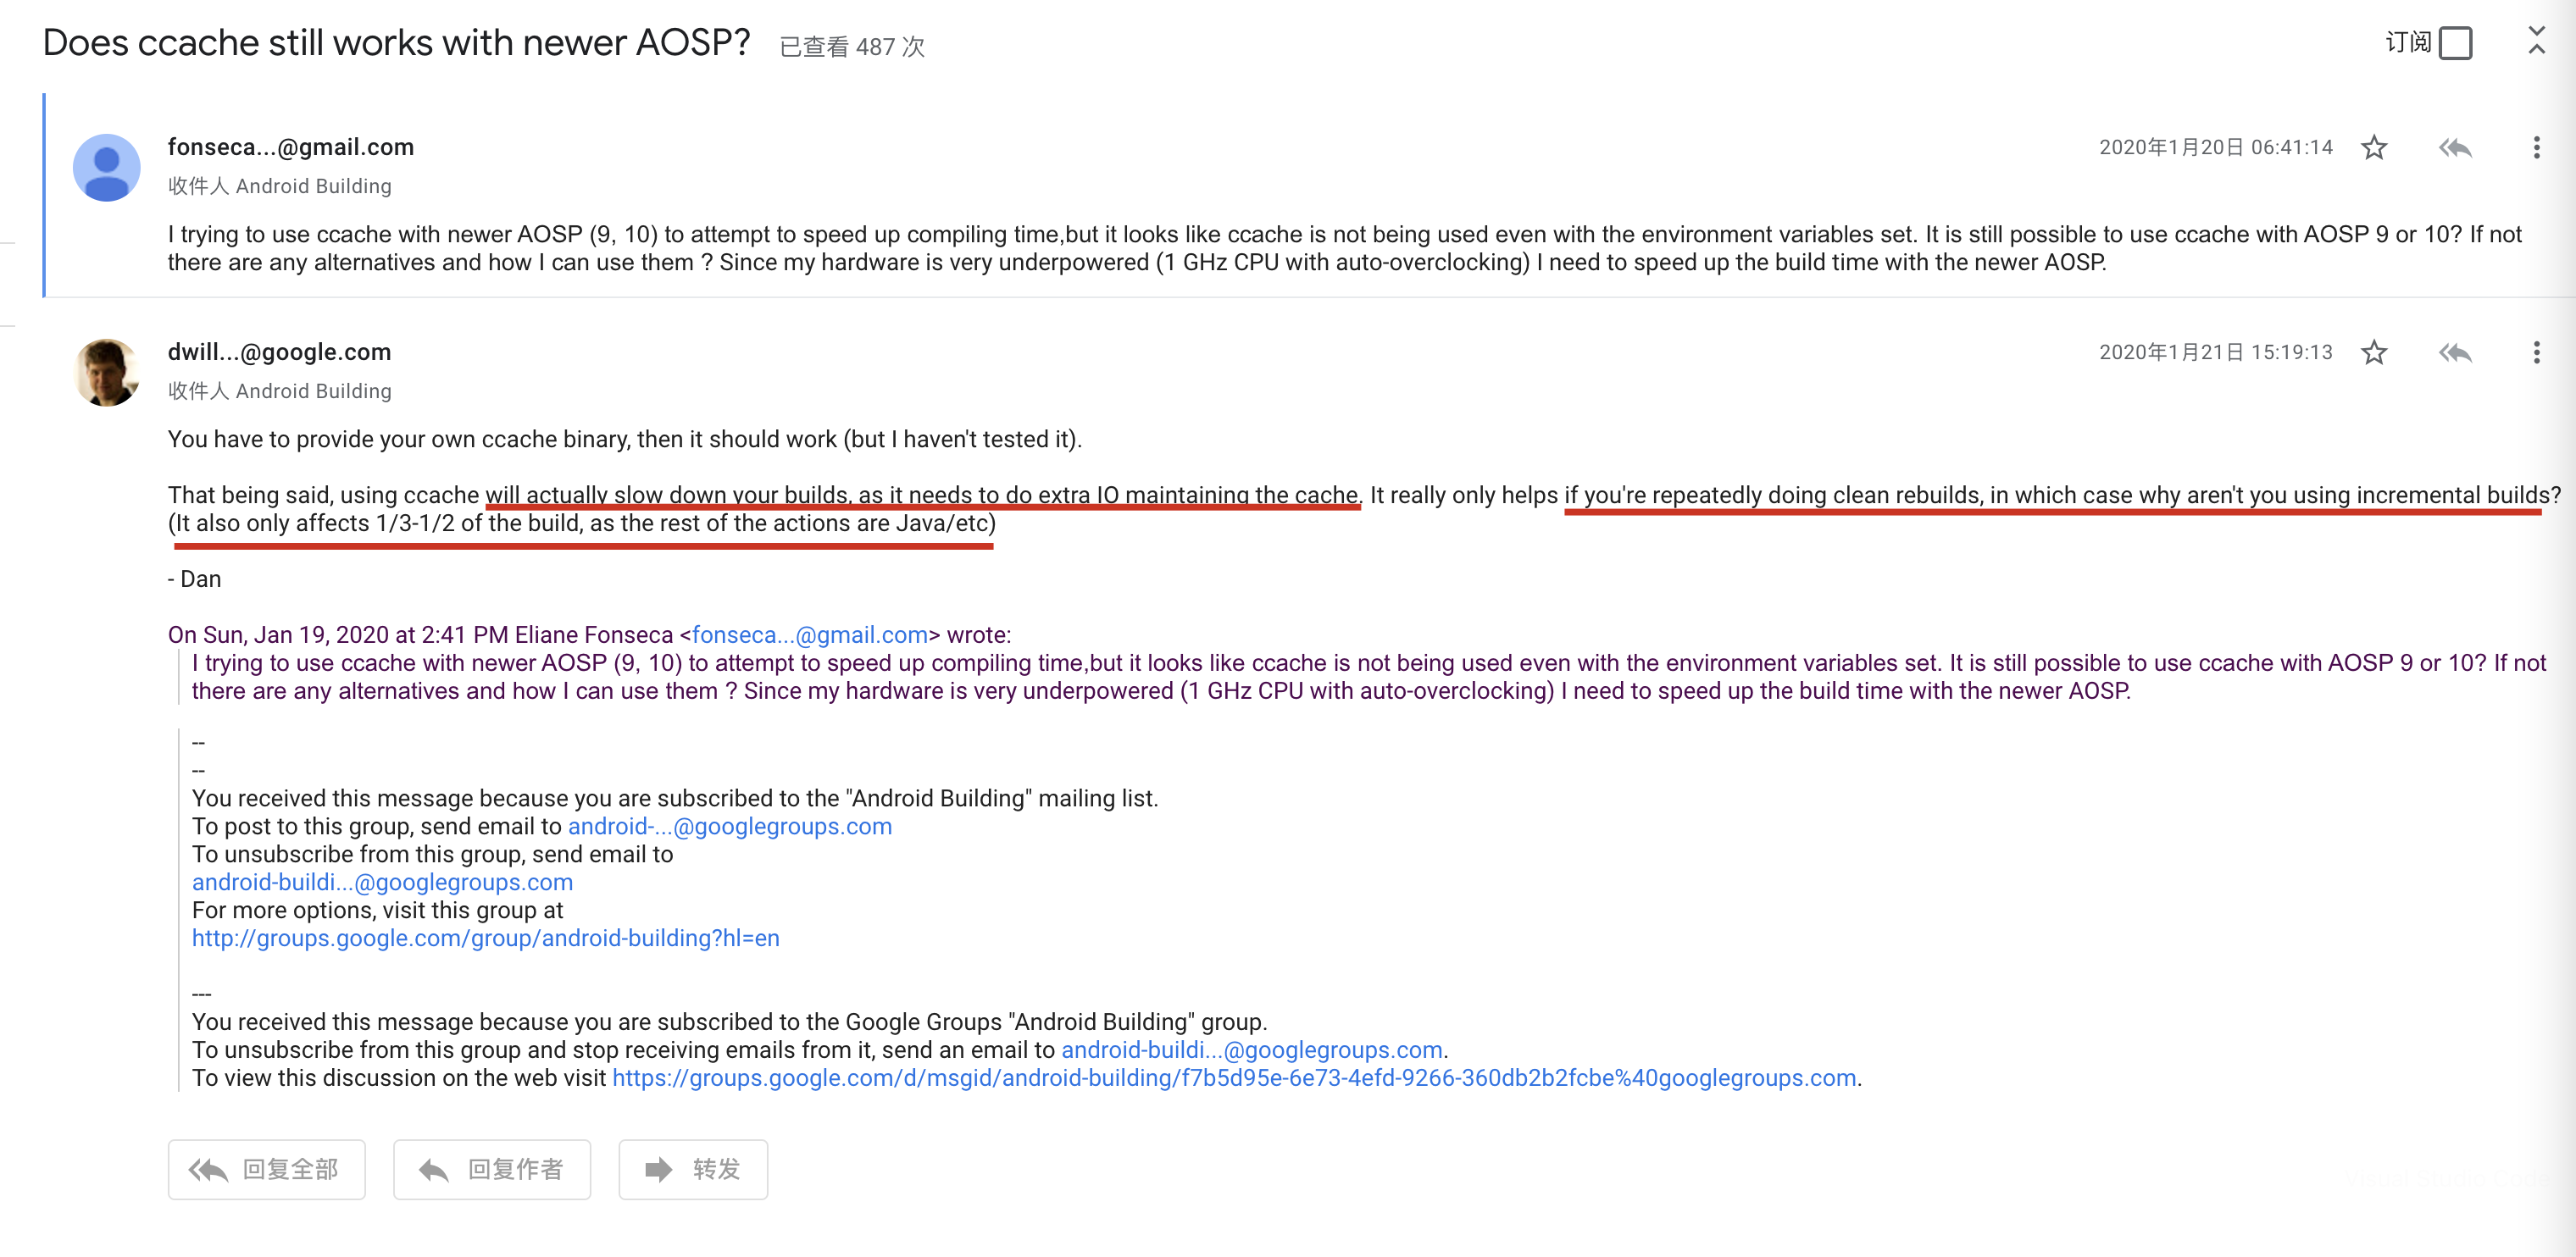 Does ccache still works with newer AOSP? 已查看 487 次
订阅
fonseca...@gmail.com
2020年1月20日 06:41:14
收件人 Android Building
I trying to use ccache with newer AOSP (9, 10) to attempt to speed up compiling time,but it looks like ccache is not being used even with the environment variables set. It is still possible to use ccache with AOSP 9 or 10? If not
there are any alternatives and how I can use them ? Since my hardware is very underpowered (1 GHz CPU with auto-overclocking) I need to speed up the build time with the newer AOSP.
dwill...@google.com
2020年1月21日 15:19:13
收件人 Android Building
You have to provide your own ccache binary, then it should work (but I haven't tested it).
That being said, using ccache will actually slow down your builds, as it needs to do extra IO maintaining the cache. It really only helps if you're repeatedly doing clean rebuilds, in which case why aren't you using incremental builds?
(It also only affects 1/3-1/2 of the build, as the rest of the actions are Java/etc)
- Dan
On Sun, Jan 19, 2020 at 2:41 PM Eliane Fonseca <fonseca...@gmail.com> wrote:
I trying to use ccache with newer AOSP (9, 10) to attempt to speed up compiling time,but it looks like ccache is not being used even with the environment variables set. It is still possible to use ccache with AOSP 9 or 10? If not
there are any alternatives and how I can use them ? Since my hardware is very underpowered (1 GHz CPU with auto-overclocking) I need to speed up the build time with the newer AOSP.
--
--
You received this message because you are subscribed to the "Android Building" mailing list.
To post to this group, send email to android-...@googlegroups.com
To unsubscribe from this group, send email to
android-buildi...@googlegroups.com
For more options, visit this group at
http://groups.google.com/group/android-building?hl=en
---
You received this message because you are subscribed to the Google Groups "Android Building" group.
To unsubscribe from this group and stop receiving emails from it, send an email to android-buildi...@googlegroups.com.
To view this discussion on the web visit https://groups.google.com/d/msgid/android-building/f7b5d95e-6e73-4efd-9266-360db2b2fcbe%40googlegroups.com.
回复全部
回复作者
转发